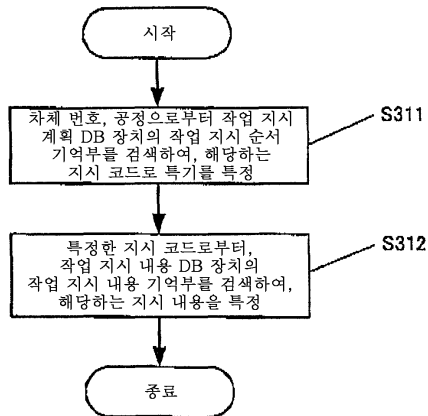 시작
차체 번호, 공정으로부터 작업 지시
계획 DB 장치의 작업 지시 순서
기억부를 검색하여, 해당하는
지시 코드로 특기를 특정
S311
특정한 지시 코드로부터,
작업 지시 내용 DB 장치의
작업 지시 내용 기억부를 검색하여,
해당하는 지시 내용을 특정
S312
종료